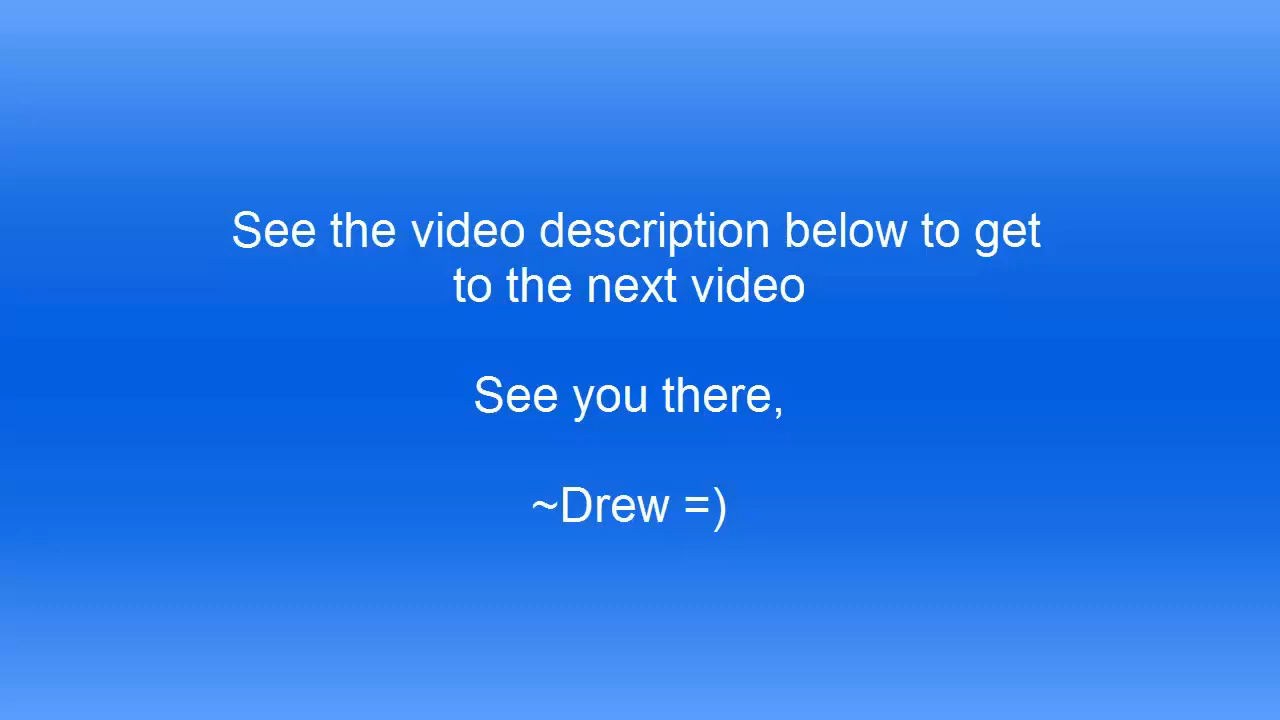 See the video description below to get
to the next video
See you there,
~Drew =)